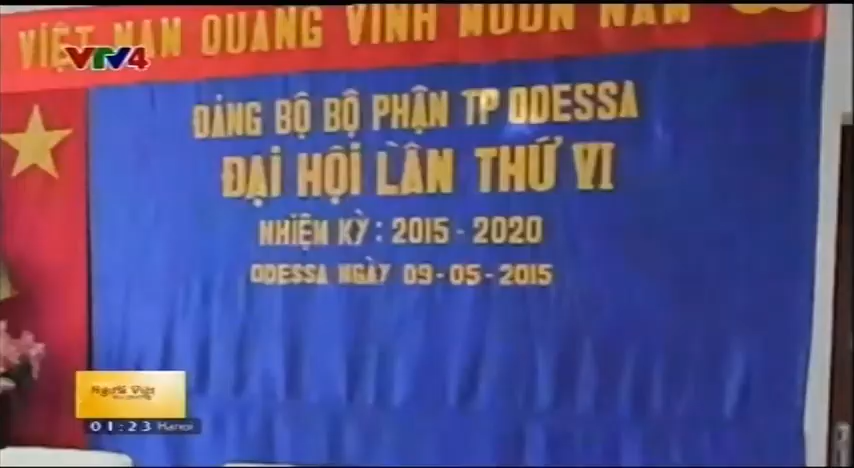 VIỆT NAM QUANG VINH MUÔN NĂM
VTV4
ĐẢNG BỘ BỘ PHẬN TP ODESSA
ĐẠI HỘI LẦN THỨ VI
NHIỆM KỲ: 2015 - 2020
ODESSA NGÀY 09-05-2015
Người Việt
01:23 Hanoi